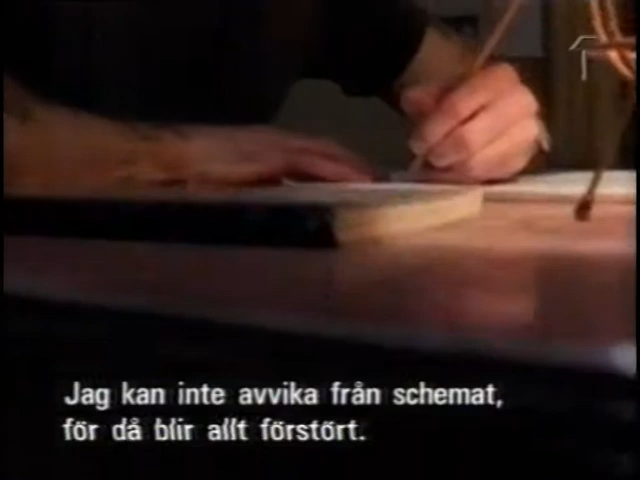 Jag kan inte avvika från schemat,
för då blir allt förstört.